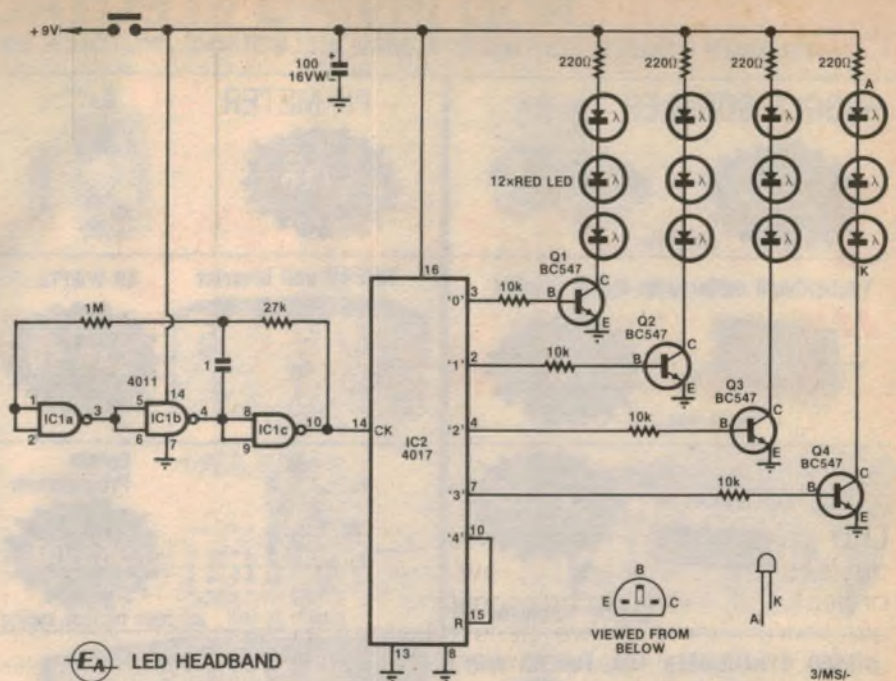 +9V
100
16VW
+
220Ω
220Ω
220Ω
220Ω
A
12×RED LED
λ λ λ λ
λ λ λ λ
λ λ λ λ
K
Q1
BC547
B C E
Q2
BC547
B C E
Q3
BC547
B C E
Q4
BC547
B C E
16
1M
27k
1
4011
14
1
2
IC1a
3
5
6
IC1b
4
7
8
9
IC1c
10
14
CK
IC2
4017
'0' 3
10k
'1' 2
10k
'2' 4
10k
'3' 7
10k
'4' 10
R 15
13
8
B
E C
VIEWED FROM
BELOW
K
A
EA LED HEADBAND
3/MS/-